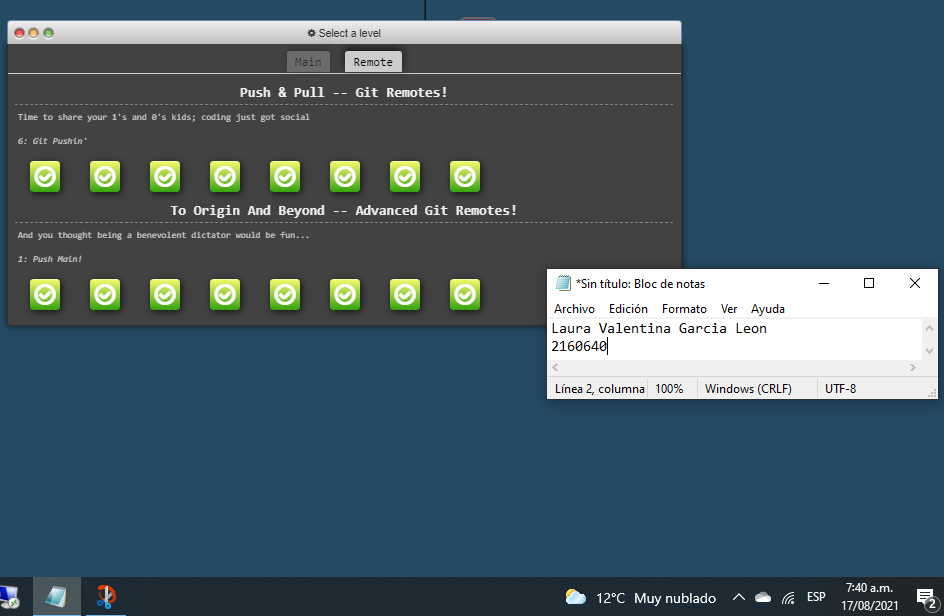 Select a level
Main
Remote
Push & Pull -- Git Remotes!
Time to share your 1's and 0's kids; coding just got social
6: Git Pushin'
To Origin And Beyond -- Advanced Git Remotes!
And you thought being a benevolent dictator would be fun...
1: Push Main!
*Sin título: Bloc de notas
Archivo Edición Formato Ver Ayuda
Laura Valentina Garcia Leon
2160640
Línea 2, columna 100% Windows (CRLF) UTF-8
12°C Muy nublado ESP
7:40 a.m.
17/08/2021
2